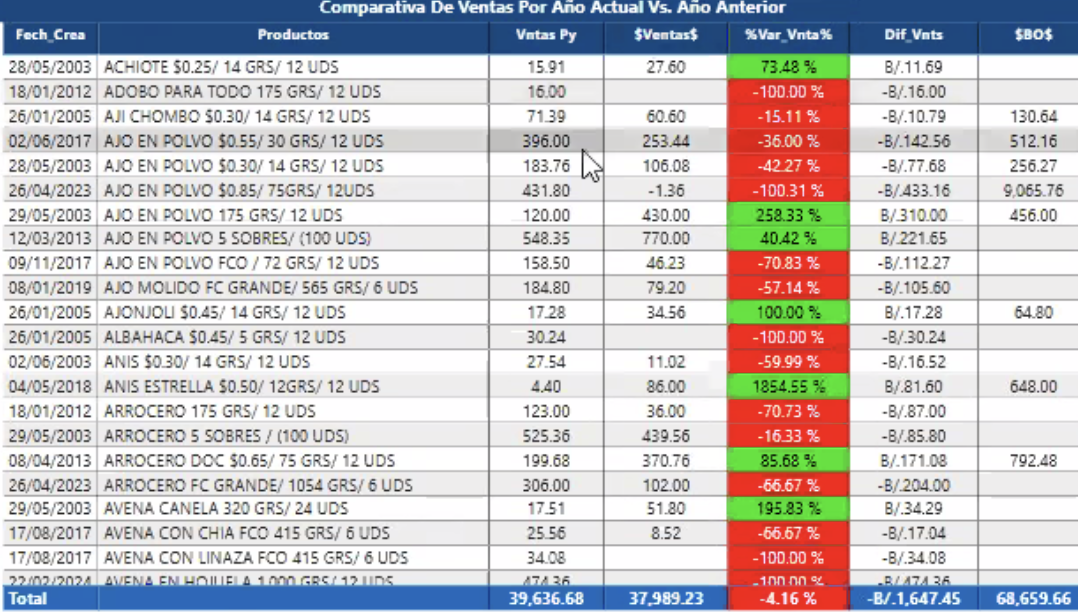 Comparativa De Ventas Por Año Actual Vs. Año Anterior
Fech_Crea Productos Vntas Py $Ventas$ %Var_Vnta% Dif_Vnts $BO$
28/05/2003 ACHIOTE $0.25/ 14 GRS/ 12 UDS 15.91 27.60 73.48 % B/.11.69
18/01/2012 ADOBO PARA TODO 175 GRS/ 12 UDS 16.00 -100.00 % -B/.16.00
26/01/2005 AJI CHOMBO $0.30/ 14 GRS/ 12 UDS 71.39 60.60 -15.11 % -B/.10.79 130.64
02/06/2017 AJO EN POLVO $0.55/ 30 GRS/ 12 UDS 396.00 253.44 -36.00 % -B/.142.56 512.16
28/05/2003 AJO EN POLVO $0.30/ 14 GRS/ 12 UDS 183.76 106.08 -42.27 % -B/.77.68 256.27
26/04/2023 AJO EN POLVO $0.85/ 75GRS/ 12UDS 431.80 -1.36 -100.31 % -B/.433.16 9,065.76
29/05/2003 AJO EN POLVO 175 GRS/ 12 UDS 120.00 430.00 258.33 % B/.310.00 456.00
12/03/2013 AJO EN POLVO 5 SOBRES/ (100 UDS) 548.35 770.00 40.42 % B/.221.65
09/11/2017 AJO EN POLVO FCO / 72 GRS/ 12 UDS 158.50 46.23 -70.83 % -B/.112.27
08/01/2019 AJO MOLIDO FC GRANDE/ 565 GRS/ 6 UDS 184.80 79.20 -57.14 % -B/.105.60
26/01/2005 AJONJOLI $0.45/ 14 GRS/ 12 UDS 17.28 34.56 100.00 % B/.17.28 64.80
26/01/2005 ALBAHACA $0.45/ 5 GRS/ 12 UDS 30.24 -100.00 % -B/.30.24
02/06/2003 ANIS $0.30/ 14 GRS/ 12 UDS 27.54 11.02 -59.99 % -B/.16.52
04/05/2018 ANIS ESTRELLA $0.50/ 12GRS/ 12 UDS 4.40 86.00 1854.55 % B/.81.60 648.00
18/01/2012 ARROCERO 175 GRS/ 12 UDS 123.00 36.00 -70.73 % -B/.87.00
29/05/2003 ARROCERO 5 SOBRES / (100 UDS) 525.36 439.56 -16.33 % -B/.85.80
08/04/2013 ARROCERO DOC $0.65/ 75 GRS/ 12 UDS 199.68 370.76 85.68 % B/.171.08 792.48
26/04/2023 ARROCERO FC GRANDE/ 1054 GRS/ 6 UDS 306.00 102.00 -66.67 % -B/.204.00
29/05/2003 AVENA CANELA 320 GRS/ 24 UDS 17.51 51.80 195.83 % B/.34.29
17/08/2017 AVENA CON CHIA FCO 415 GRS/ 6 UDS 25.56 8.52 -66.67 % -B/.17.04
17/08/2017 AVENA CON LINAZA FCO 415 GRS/ 6 UDS 34.08 -100.00 % -B/.34.08
22/02/2024 AVENA EN HOJUELA 1,000 GRS/ 12 UDS 474.36 -100.00 % -B/.474.36
Total 39,636.68 37,989.23 -4.16 % -B/.1,647.45 68,659.66